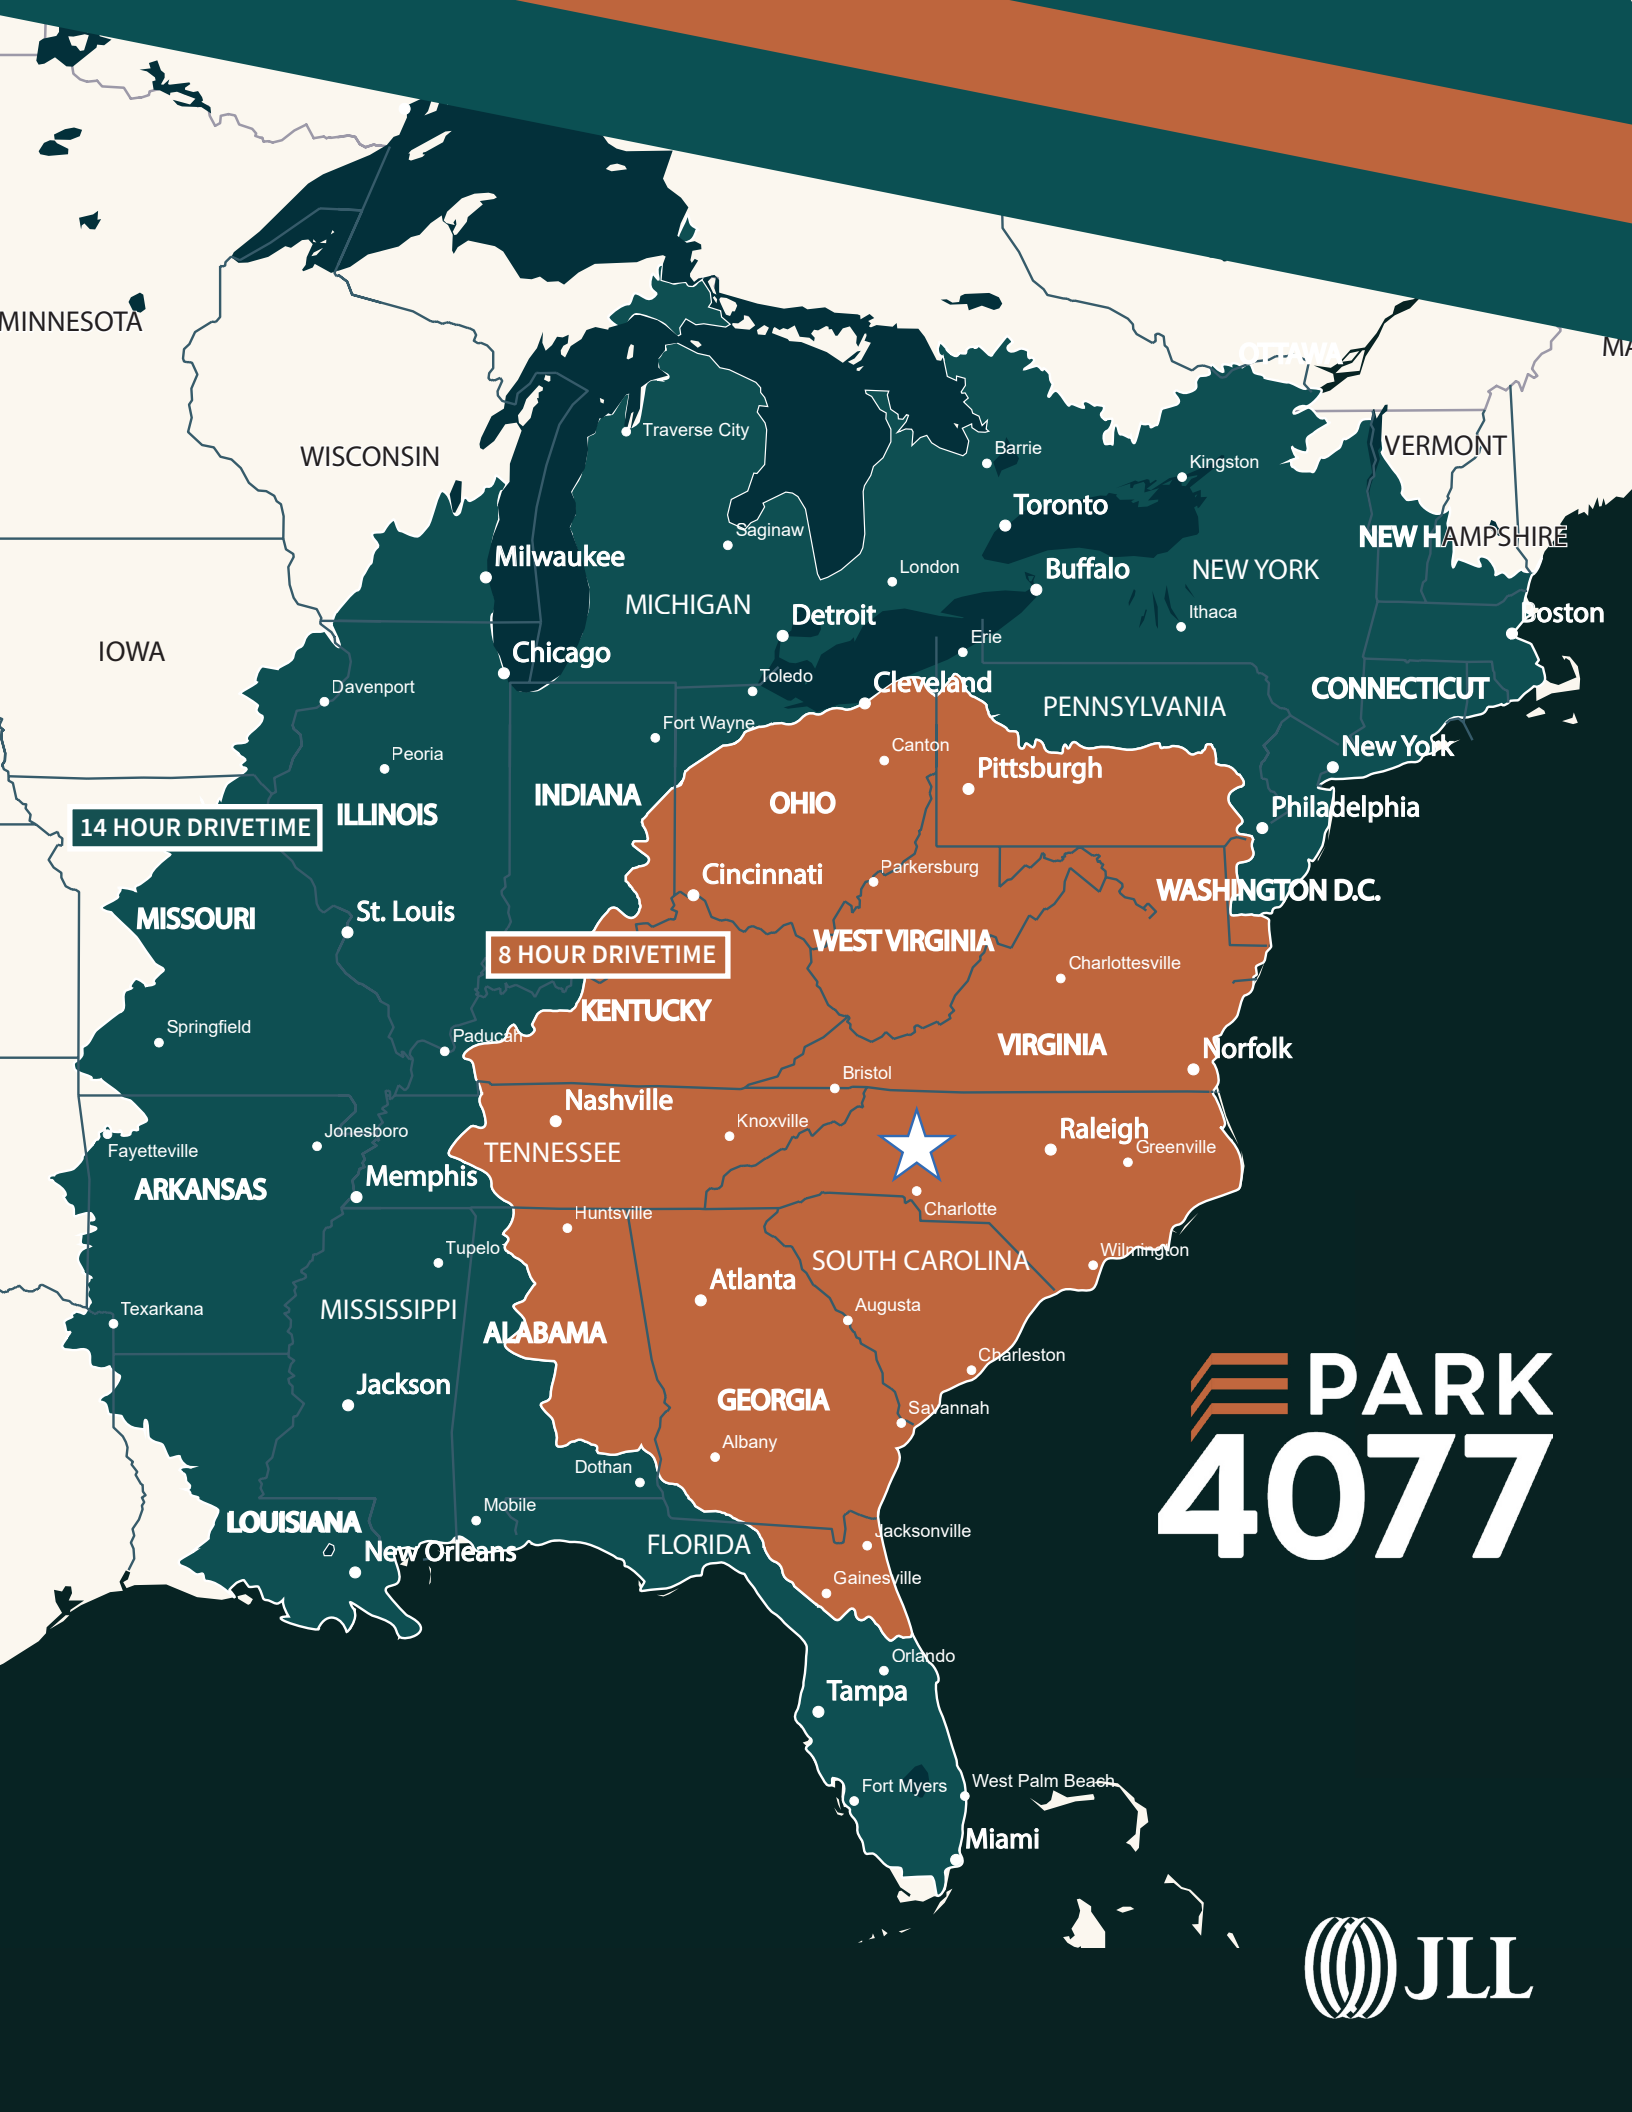 MINNESOTA
OTTAWA
MA
Traverse City
VERMONT
WISCONSIN
Barrie
Kingston
Toronto
Saginaw
NEW HAMPSHIRE
Milwaukee
London
Buffalo
NEW YORK
MICHIGAN
Detroit
Ithaca
Boston
Erie
IOWA
Chicago
Toledo
Cleveland
Davenport
CONNECTICUT
PENNSYLVANIA
Fort Wayne
Canton
New York
Peoria
Pittsburgh
INDIANA
OHIO
Philadelphia
14 HOUR DRIVETIME
ILLINOIS
Parkersburg
Cincinnati
WASHINGTON D.C.
St. Louis
MISSOURI
WEST VIRGINIA
8 HOUR DRIVETIME
Charlottesville
KENTUCKY
Springfield
Paducah
VIRGINIA
Norfolk
Bristol
Nashville
Knoxville
Raleigh
Jonesboro
Greenville
Fayetteville
TENNESSEE
Memphis
ARKANSAS
Charlotte
Huntsville
Tupelo
Wilmington
SOUTH CAROLINA
Atlanta
Augusta
Texarkana
MISSISSIPPI
ALABAMA
Charleston
Jackson
PARK
4077
GEORGIA
Savannah
Albany
Dothan
Mobile
LOUISIANA
Jacksonville
FLORIDA
New Orleans
Gainesville
Orlando
Tampa
West Palm Beach
Fort Myers
Miami
JLL